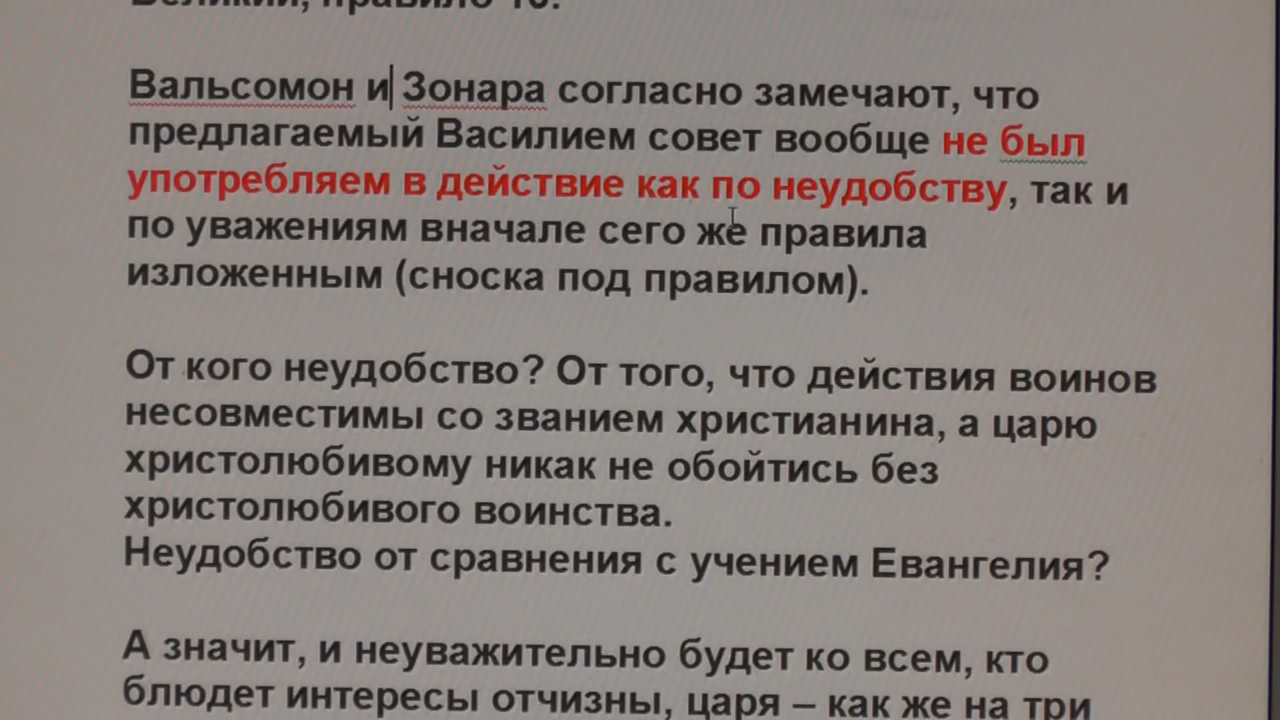 Великий, правило 13.
Вальсомон и Зонара согласно замечают, что
предлагаемый Василием совет вообще не был
употребляем в действие как по неудобству, так и
по уважениям вначале сего же правила
изложенным (сноска под правилом).
От кого неудобство? От того, что действия воинов
несовместимы со званием христианина, а царю
христолюбивому никак не обойтись без
христолюбивого воинства.
Неудобство от сравнения с учением Евангелия?
А значит, и неуважительно будет ко всем, кто
блюдет интересы отчизны, царя – как же на три